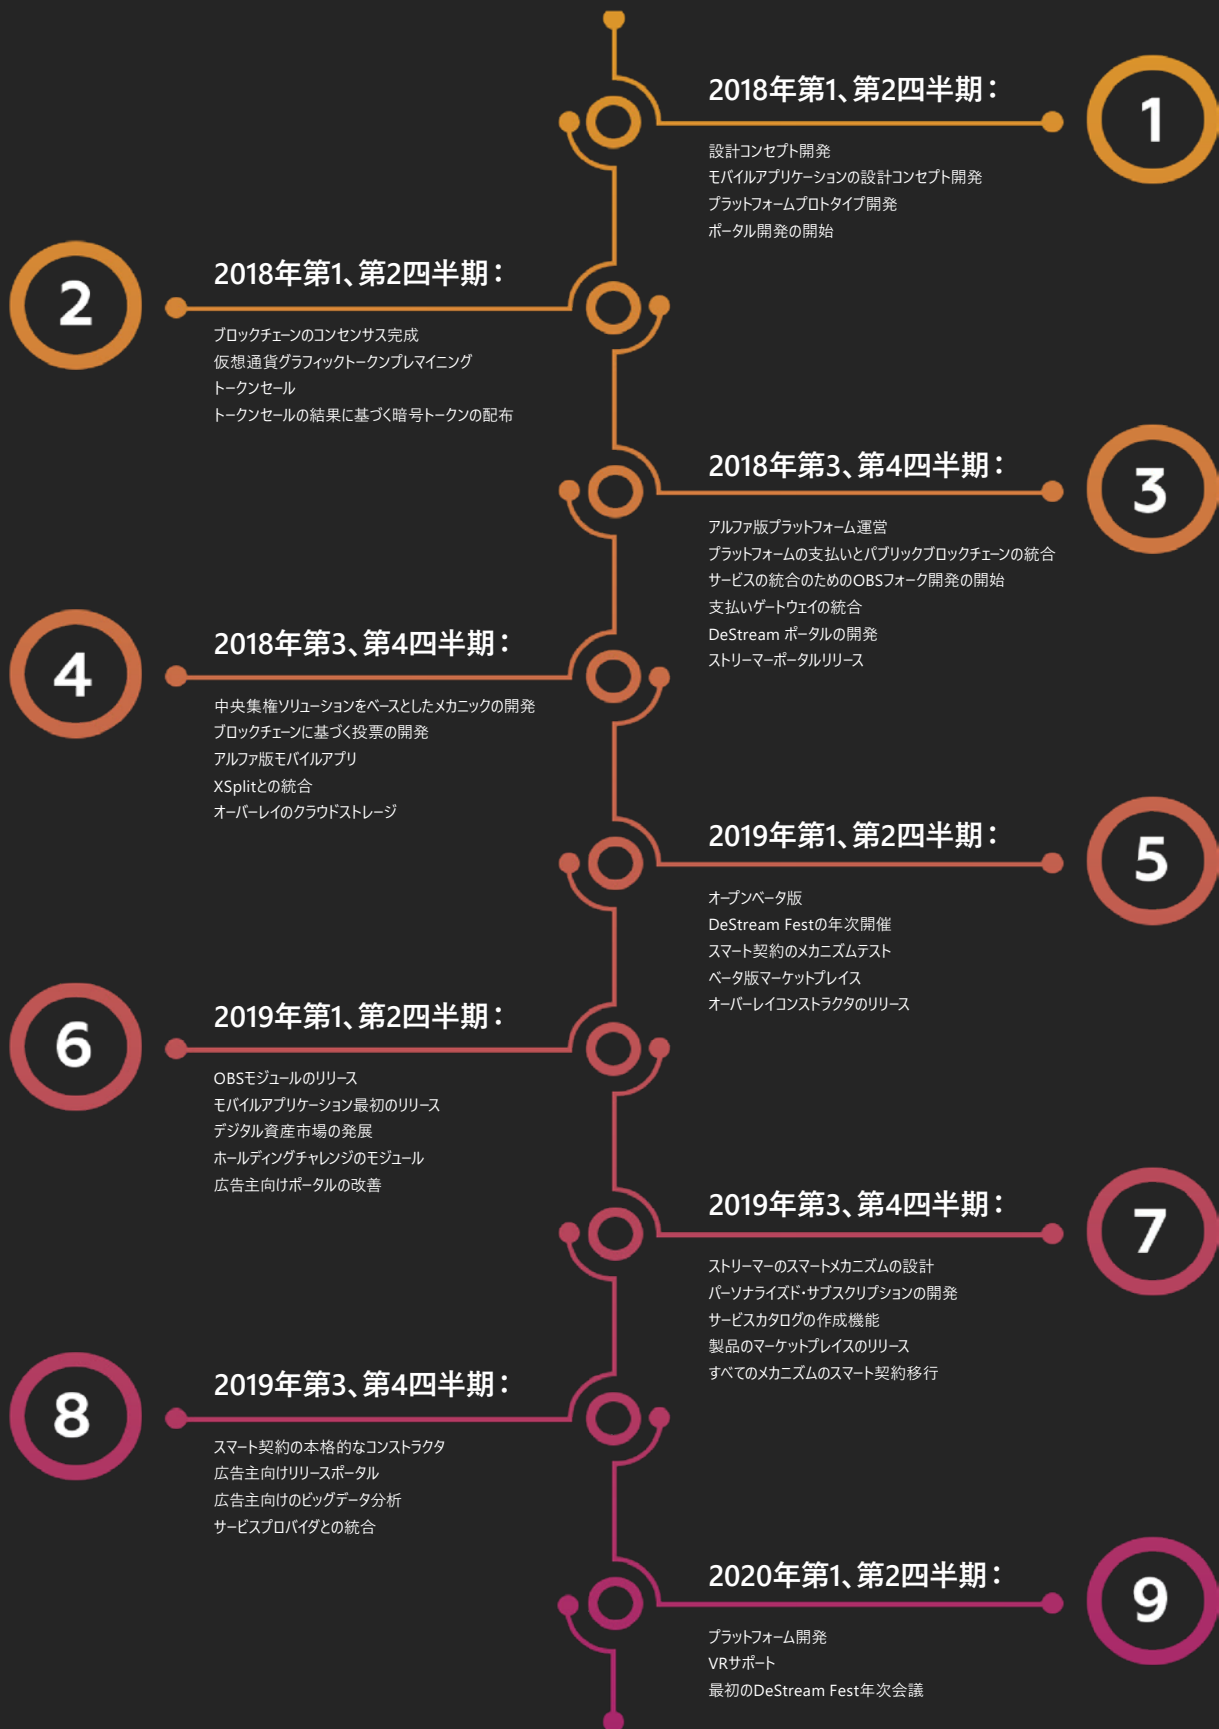 2018年第1、第2四半期：
1
設計コンセプト開発
モバイルアプリケーションの設計コンセプト開発
プラットフォームプロトタイプ開発
ポータル開発の開始
2
2018年第1、第2四半期：
ブロックチェーンのコンセンサス完成
仮想通貨グラフィックトークンプレマイニング
トークンセール
トークンセールの結果に基づく暗号トークンの配布
2018年第3、第4四半期：
3
アルファ版プラットフォーム運営
プラットフォームの支払いとパブリックブロックチェーンの統合
サービスの統合のためのOBSフォーク開発の開始
支払いゲートウェイの統合
DeStream ポータルの開発
ストリーマーポータルリリース
4
2018年第3、第4四半期：
中央集権ソリューションをベースとしたメカニックの開発
ブロックチェーンに基づく投票の開発
アルファ版モバイルアプリ
XSplitとの統合
オーバーレイのクラウドストレージ
2019年第1、第2四半期：
5
オープンベータ版
DeStream Festの年次開催
スマート契約のメカニズムテスト
ベータ版マーケットプレイス
オーバーレイコンストラクタのリリース
6
2019年第1、第2四半期：
OBSモジュールのリリース
モバイルアプリケーション最初のリリース
デジタル資産市場の発展
ホールディングチャレンジのモジュール
広告主向けポータルの改善
2019年第3、第4四半期：
7
ストリーマーのスマートメカニズムの設計
パーソナライズド・サブスクリプションの開発
サービスカタログの作成機能
製品のマーケットプレイスのリリース
すべてのメカニズムのスマート契約移行
8
2019年第3、第4四半期：
スマート契約の本格的なコンストラクタ
広告主向けリリースポータル
広告主向けのビッグデータ分析
サービスプロバイダとの統合
2020年第1、第2四半期：
9
プラットフォーム開発
VRサポート
最初のDeStream Fest年次会議